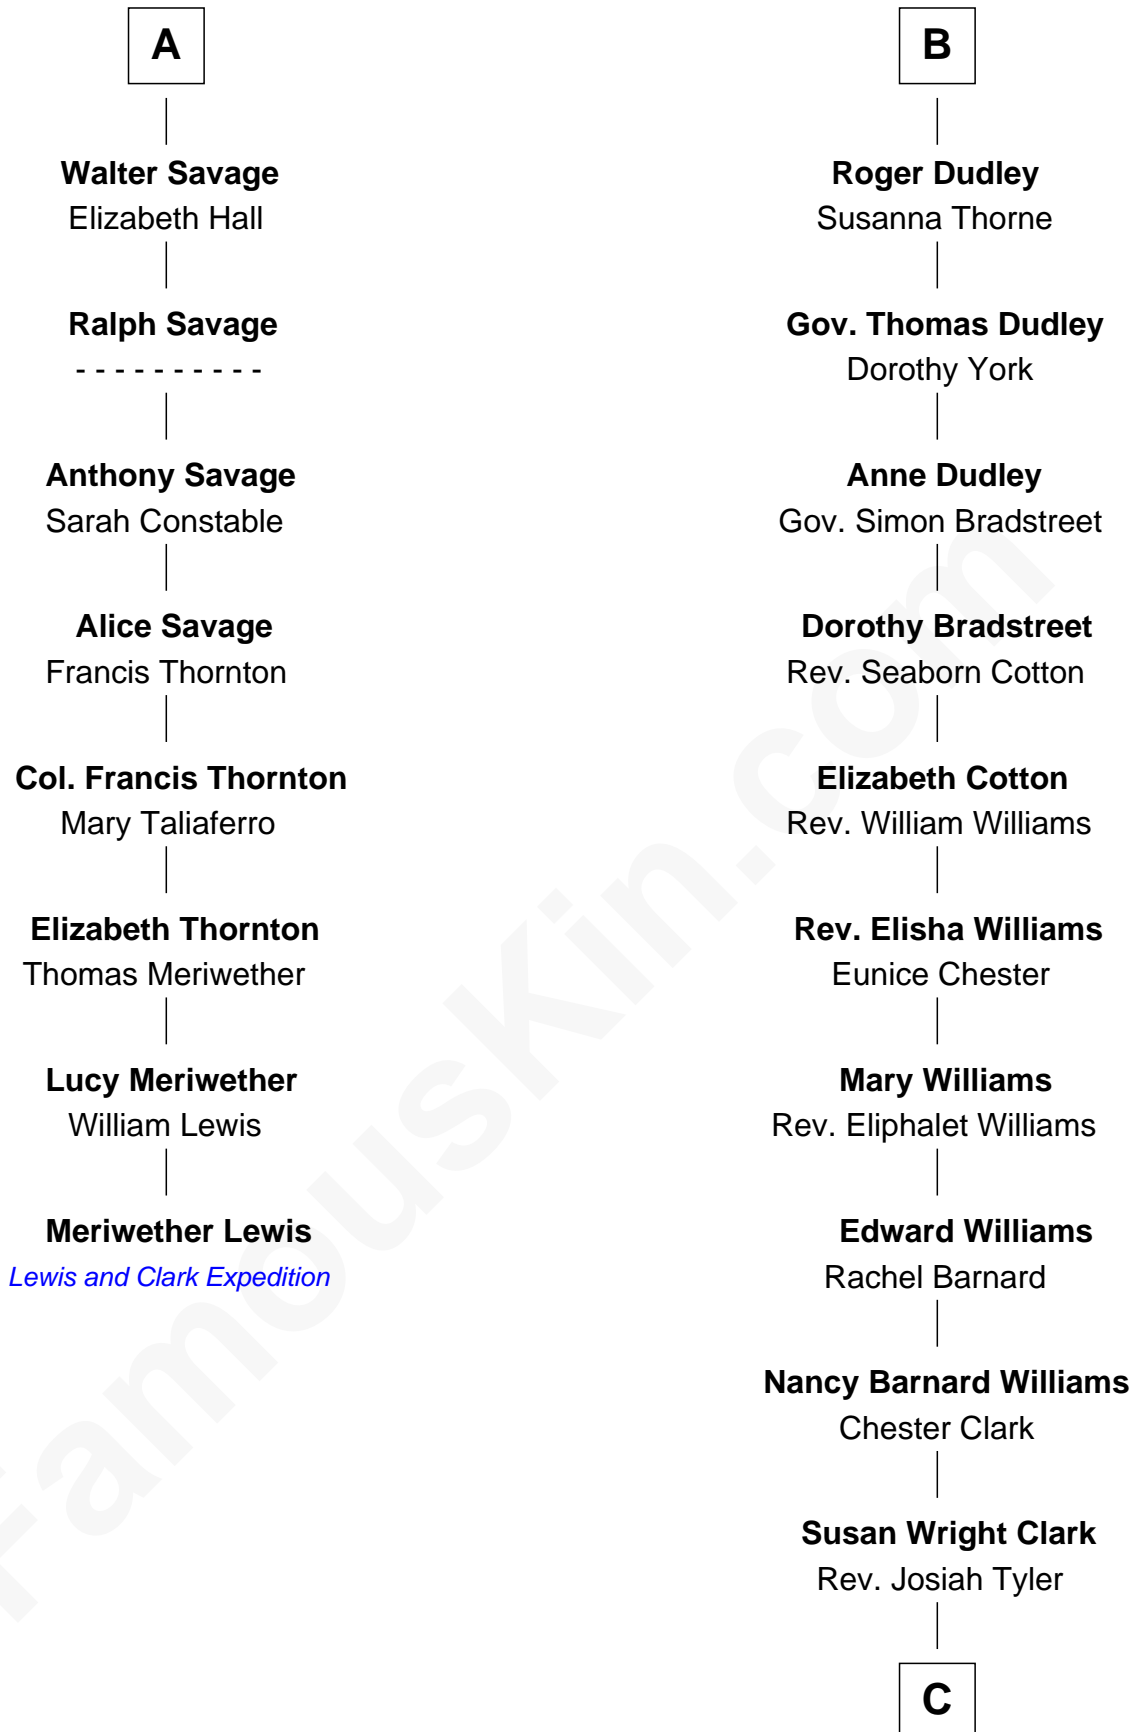 A
Walter Savage
Elizabeth Hall
Ralph Savage
- - - - - - - - - -
Anthony Savage
Sarah Constable
Alice Savage
Francis Thornton
Col. Francis Thornton
Mary Taliaferro
Elizabeth Thornton
Thomas Meriwether
Lucy Meriwether
William Lewis
Meriwether Lewis
Lewis and Clark Expedition
B
Roger Dudley
Susanna Thorne
Gov. Thomas Dudley
Dorothy York
Anne Dudley
Gov. Simon Bradstreet
Dorothy Bradstreet
Rev. Seaborn Cotton
Elizabeth Cotton
Rev. William Williams
Rev. Elisha Williams
Eunice Chester
Mary Williams
Rev. Eliphalet Williams
Edward Williams
Rachel Barnard
Nancy Barnard Williams
Chester Clark
Susan Wright Clark
Rev. Josiah Tyler
C
FamousKin.com